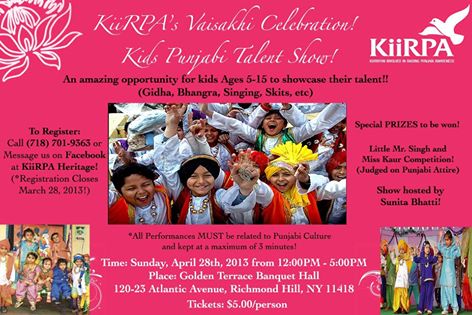 KiiRPA's Vaisakhi Celebration!
Kids Punjabi Talent Show!
KiiRPA
An amazing opportunity for kids Ages 5-15 to showcase their talent!!
(Gidha, Bhangra, Singing, Skits, etc)
To Register:
Call (718) 701-9363 or
Message us on Facebook
at KiiRPA Heritage!
(*Registration Closes
March 28, 2013!)
Special PRIZES to be won!
Little Mr. Singh and
Miss Kaur Competition!
(Judged on Punjabi Attire)
Show hosted by
Sunita Bhatti!
*All Performances MUST be related to Punjabi Culture
and kept at a maximum of 3 minutes!
Time: Sunday, April 28th, 2013 from 12:00PM - 5:00PM
Place: Golden Terrace Banquet Hall
120-23 Atlantic Avenue, Richmond Hill, NY 11418
Tickets: $5.00/person